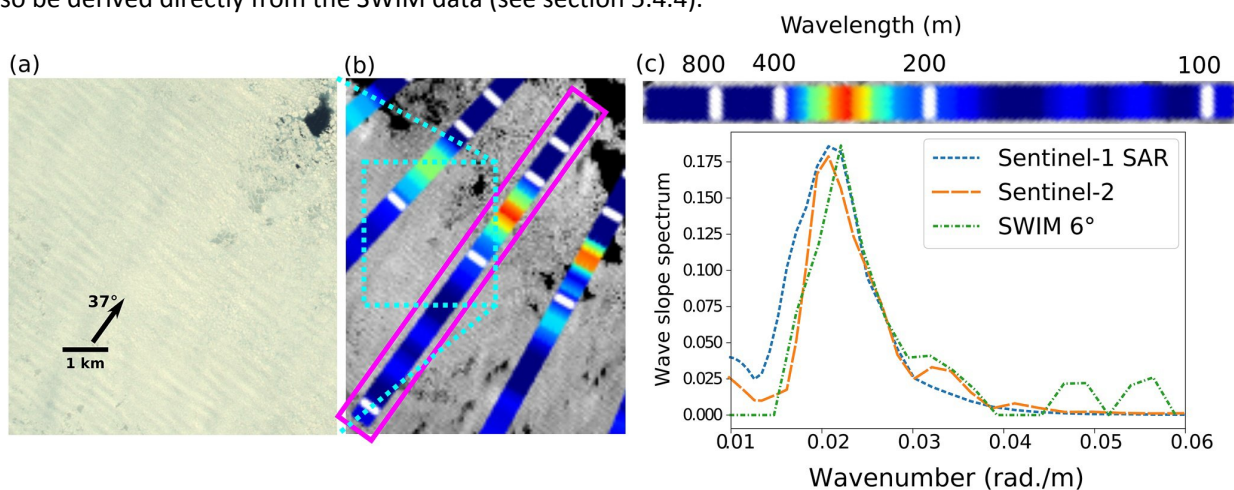 so be derived directly from the SWIM data (see section 5.4.4).
Wavelength (m)
(a)
(b)
(c)
800 400 200 100
37°
1 km
Wave slope spectrum
0.175
0.150
0.125
0.100
0.075
0.050
0.025
0.000
Sentinel-1 SAR
Sentinel-2
SWIM 6°
0.01 0.02 0.03 0.04 0.05 0.06
Wavenumber (rad./m)